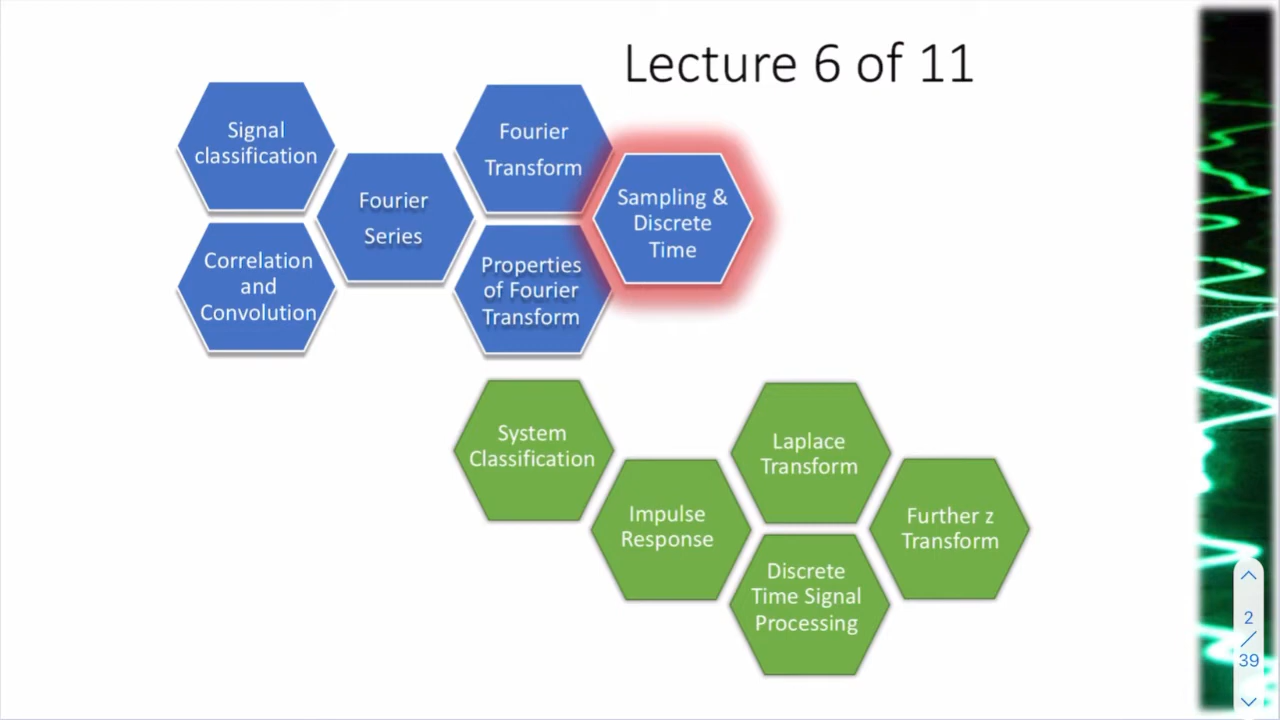 Lecture 6 of 11
Signal
classification
Fourier
Transform
Fourier
Series
Sampling &
Discrete
Time
Correlation
and
Convolution
Properties
of Fourier
Transform
System
Classification
Laplace
Transform
Impulse
Response
Further z
Transform
Discrete
Time Signal
Processing
2
/
39